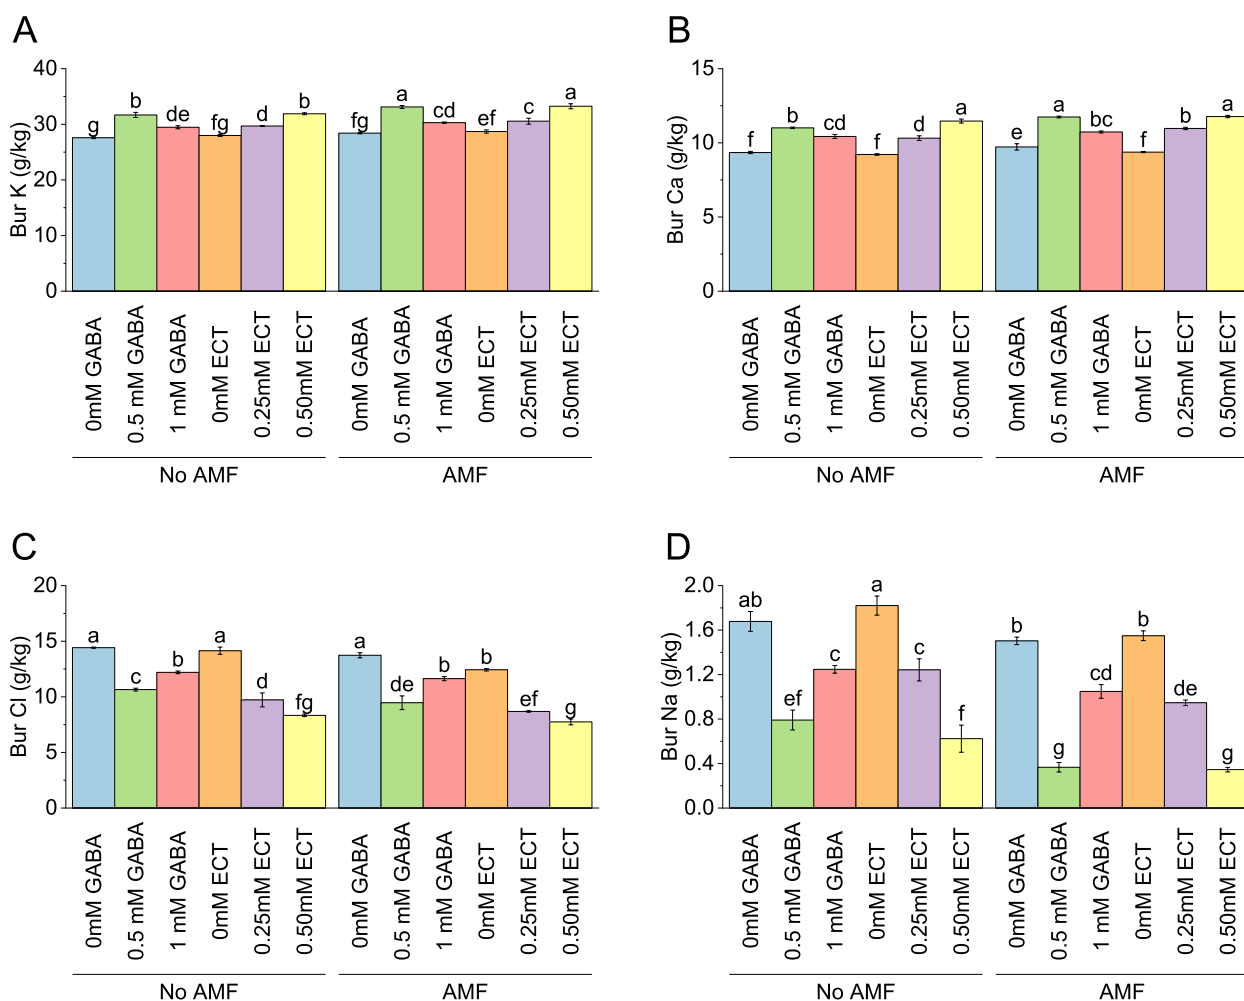 A
Bur K (g/kg)
40
30
20
10
0
g
b
de
fg
d
b
fg
a
cd
ef
c
a
0mM GABA
0.5 mM GABA
1 mM GABA
0mM ECT
0.25mM ECT
0.50mM ECT
0mM GABA
0.5 mM GABA
1 mM GABA
0mM ECT
0.25mM ECT
0.50mM ECT
No AMF
AMF
B
Bur Ca (g/kg)
15
10
5
0
f
b
cd
f
d
a
e
a
bc
f
b
a
0mM GABA
0.5 mM GABA
1 mM GABA
0mM ECT
0.25mM ECT
0.50mM ECT
0mM GABA
0.5 mM GABA
1 mM GABA
0mM ECT
0.25mM ECT
0.50mM ECT
No AMF
AMF
C
Bur Cl (g/kg)
20
15
10
5
0
a
c
b
a
d
fg
a
de
b
b
ef
g
0mM GABA
0.5 mM GABA
1 mM GABA
0mM ECT
0.25mM ECT
0.50mM ECT
0mM GABA
0.5 mM GABA
1 mM GABA
0mM ECT
0.25mM ECT
0.50mM ECT
No AMF
AMF
D
Bur Na (g/kg)
2.0
1.6
1.2
0.8
0.4
0.0
ab
ef
c
a
c
f
b
g
cd
b
de
g
0mM GABA
0.5 mM GABA
1 mM GABA
0mM ECT
0.25mM ECT
0.50mM ECT
0mM GABA
0.5 mM GABA
1 mM GABA
0mM ECT
0.25mM ECT
0.50mM ECT
No AMF
AMF